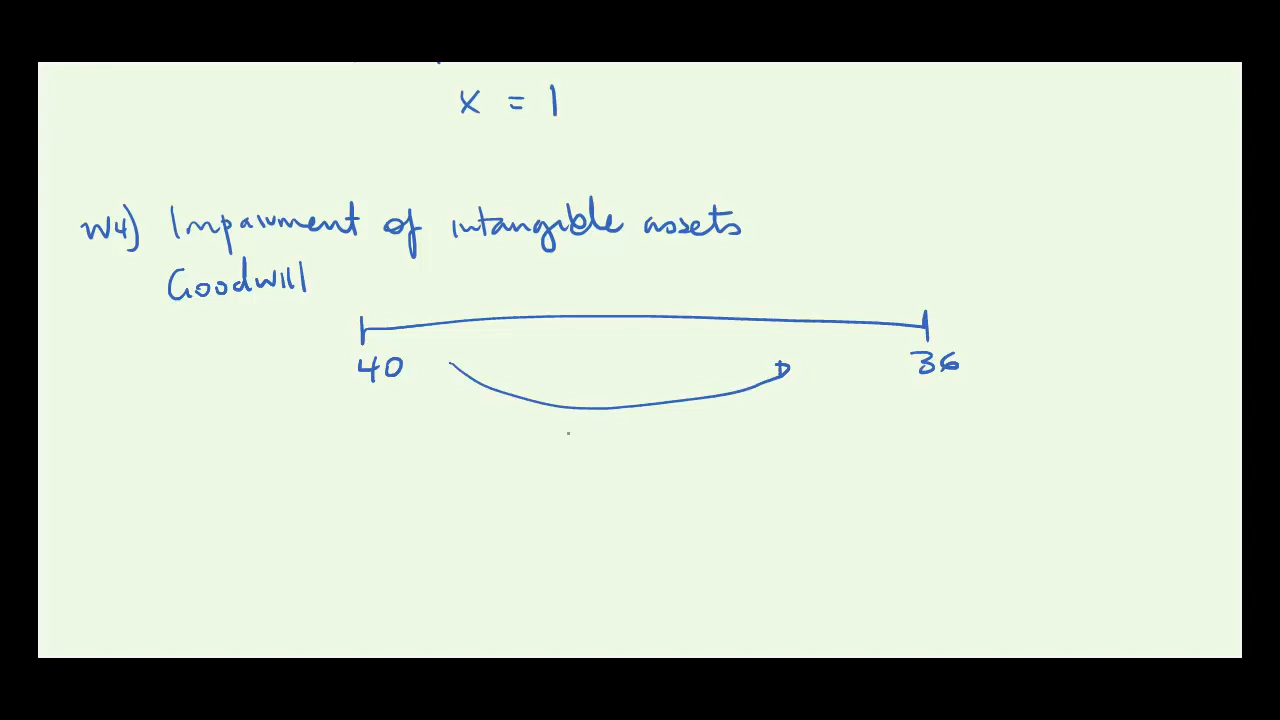 x = 1
W4) Impairment of intangible assets
Goodwill
40 36